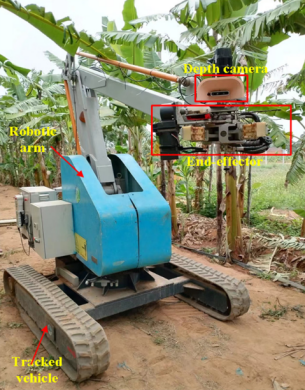 Depth camera
Robotic
arm
End-effector
Tracked
vehicle